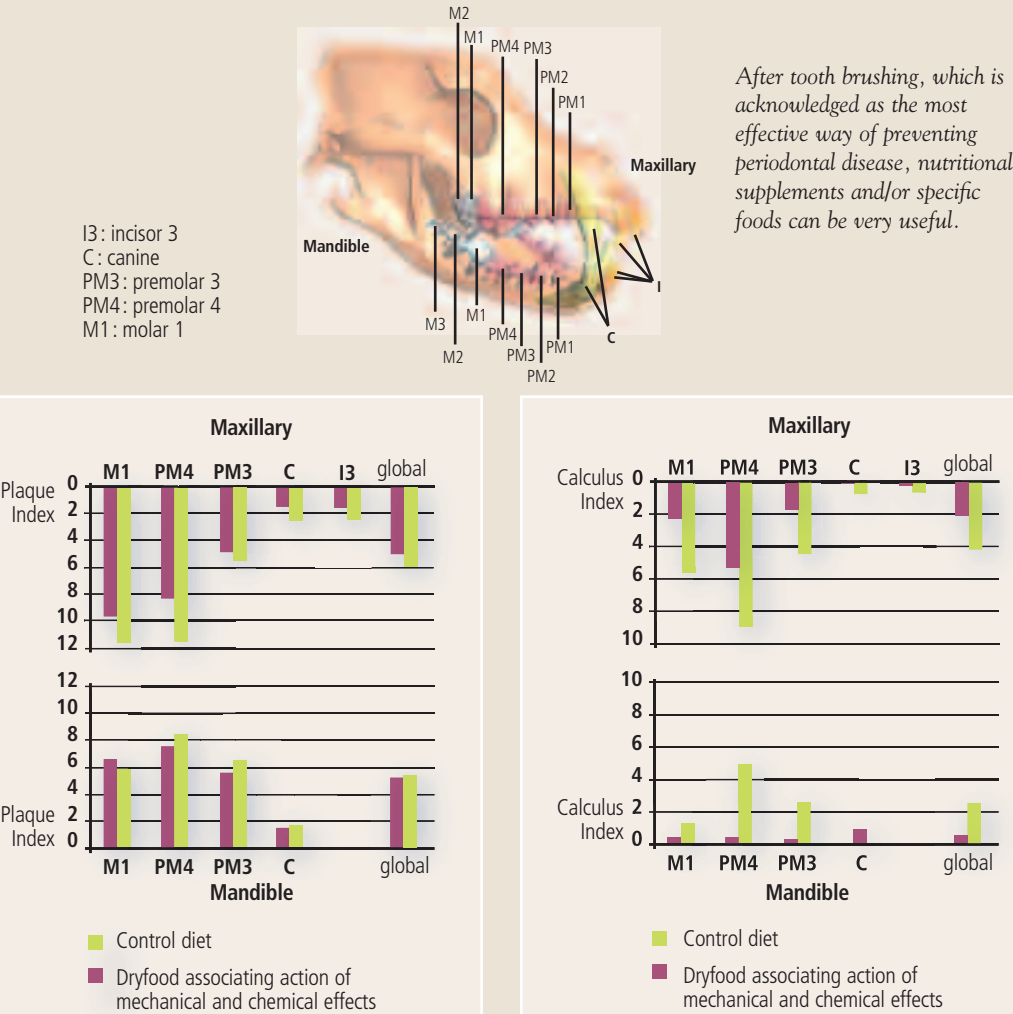 M2
M1
PM4 PM3
PM2
PM1
Maxillary
Mandible
I
C
M3
M2
M1
PM4
PM3
PM2
PM1
After tooth brushing, which is
acknowledged as the most
effective way of preventing
periodontal disease, nutritional
supplements and/or specific
foods can be very useful.
I3: incisor 3
C: canine
PM3: premolar 3
PM4: premolar 4
M1: molar 1
Maxillary
M1 PM4 PM3 C I3 global
Plaque
Index
0
2
4
6
8
10
12
12
10
8
6
4
2
0
Plaque
Index
M1 PM4 PM3 C global
Mandible
Control diet
Dryfood associating action of
mechanical and chemical effects
Maxillary
M1 PM4 PM3 C I3 global
Calculus
Index
0
2
4
6
8
10
10
8
6
4
2
0
Calculus
Index
M1 PM4 PM3 C global
Mandible
Control diet
Dryfood associating action of
mechanical and chemical effects